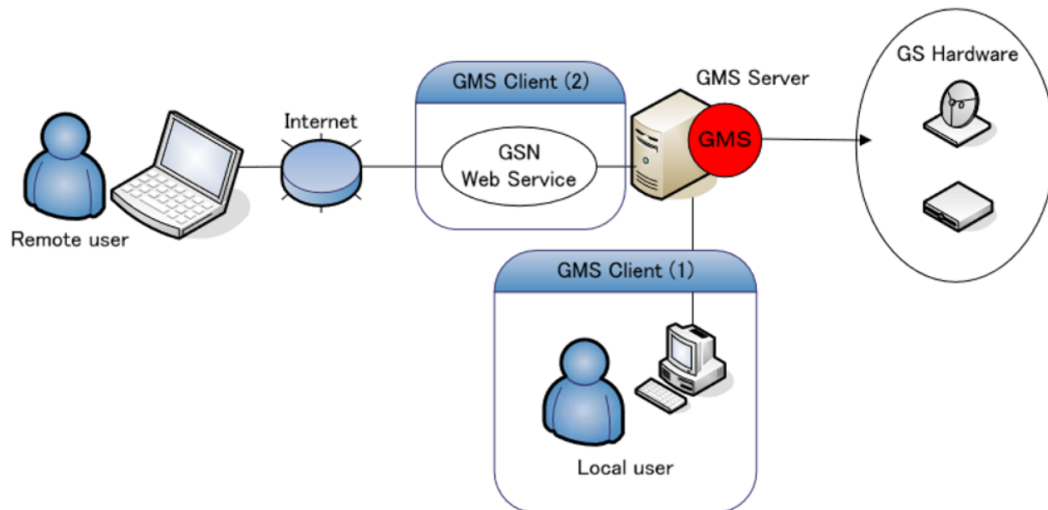 GS Hardware
GMS Client (2)
GMS Server
Internet
GMS
GSN
Web Service
Remote user
GMS Client (1)
Local user